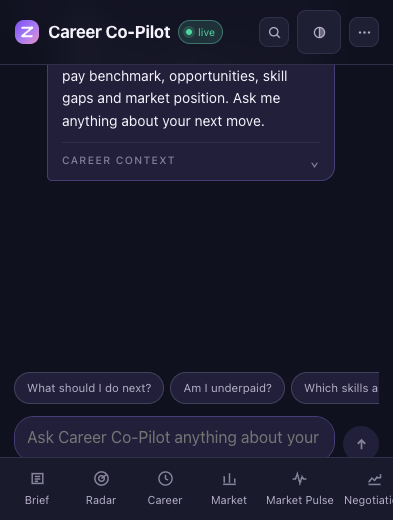 Career Co-Pilot
live
pay benchmark, opportunities, skill
gaps and market position. Ask me
anything about your next move.
CAREER CONTEXT
What should I do next?
Am I underpaid?
Which skills a
Ask Career Co-Pilot anything about your
Brief
Radar
Career
Market
Market Pulse
Negotiati